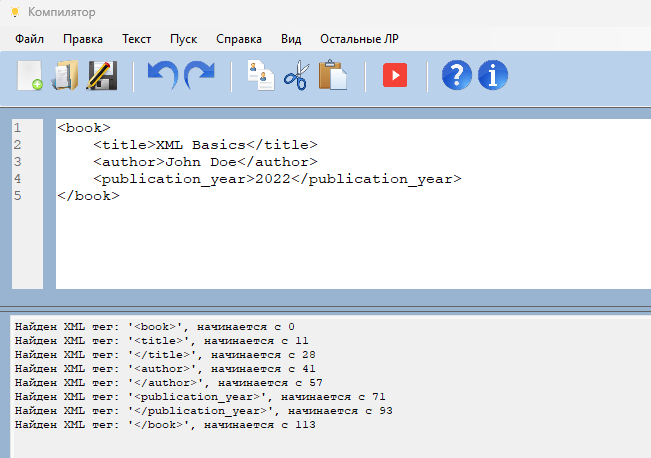 Компилятор
Файл Правка Текст Пуск Справка Вид Остальные ЛР
1 <book>
2     <title>XML Basics</title>
3     <author>John Doe</author>
4     <publication_year>2022</publication_year>
5 </book>
Найден XML тег: '<book>', начинается с 0
Найден XML тег: '<title>', начинается с 11
Найден XML тег: '</title>', начинается с 28
Найден XML тег: '<author>', начинается с 41
Найден XML тег: '</author>', начинается с 57
Найден XML тег: '<publication_year>', начинается с 71
Найден XML тег: '</publication_year>', начинается с 93
Найден XML тег: '</book>', начинается с 113